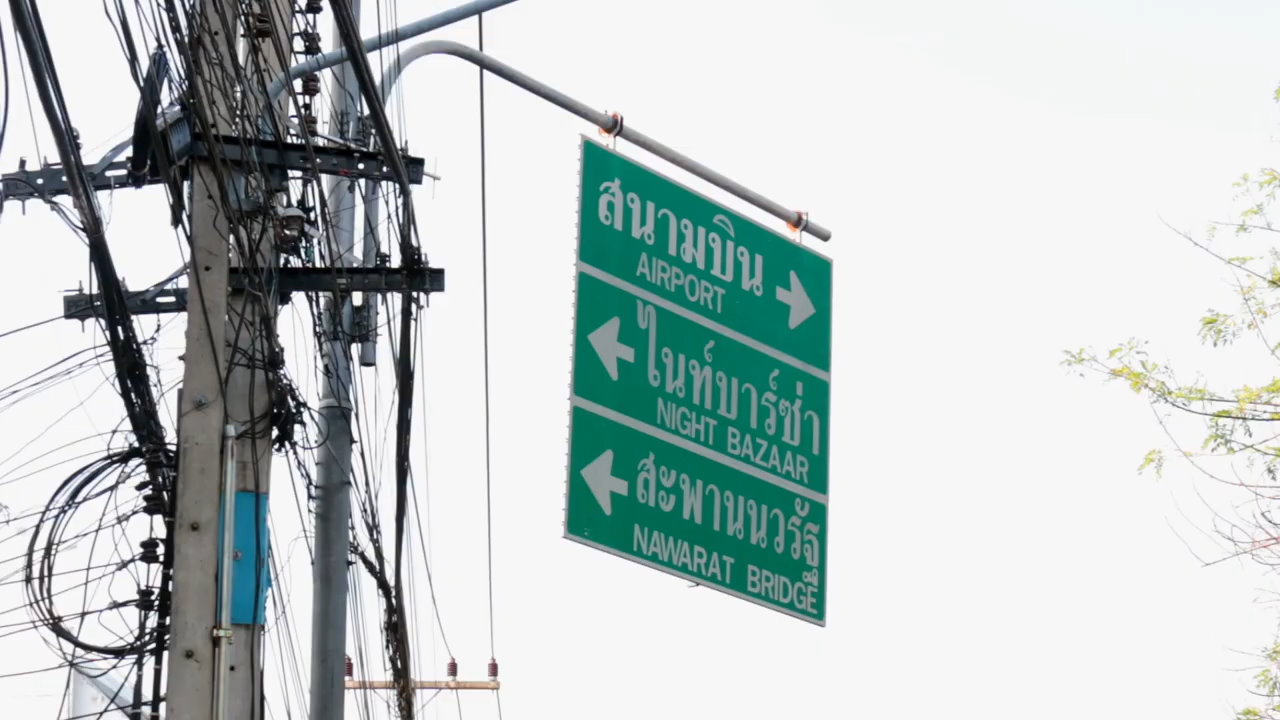 สนามบิน
AIRPORT
ไนท์บาร์ซ่า
NIGHT BAZAAR
สะพานนวรัฐ
NAWARAT BRIDGE